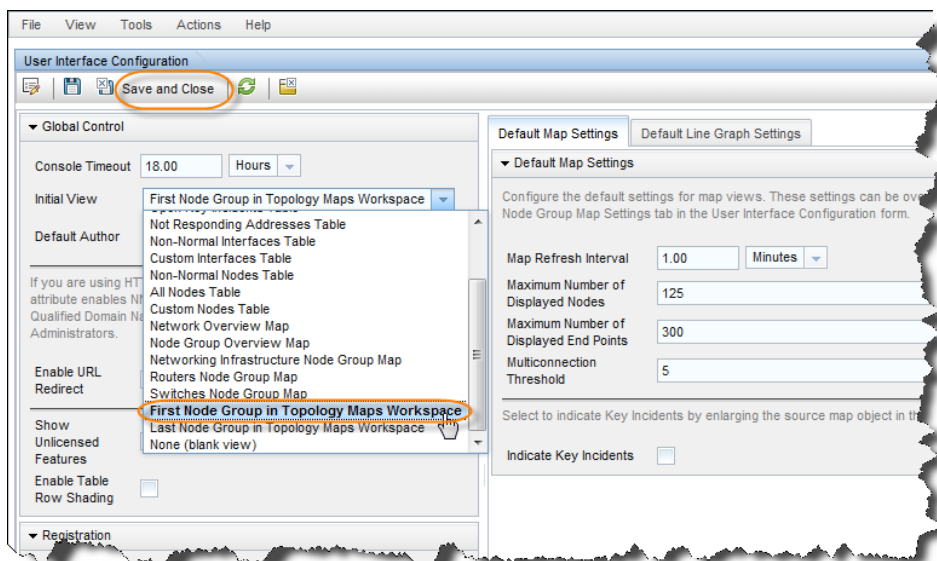 File View Tools Actions Help
User Interface Configuration
Save and Close
Global Control
Console Timeout 18.00 Hours
Initial View First Node Group in Topology Maps Workspace
Open Key Incidents Table
Not Responding Addresses Table
Default Author
Non-Normal Interfaces Table
Custom Interfaces Table
Non-Normal Nodes Table
All Nodes Table
Custom Nodes Table
Network Overview Map
Node Group Overview Map
Networking Infrastructure Node Group Map
Routers Node Group Map
Switches Node Group Map
First Node Group in Topology Maps Workspace
Last Node Group in Topology Maps Workspace
None (blank view)
If you are using HT
attribute enables N
Qualified Domain Na
Administrators.
Enable URL
Redirect
Show
Unlicensed
Features
Enable Table
Row Shading
Registration
Default Map Settings Default Line Graph Settings
Default Map Settings
Configure the default settings for map views. These settings can be ov
Node Group Map Settings tab in the User Interface Configuration form.
Map Refresh Interval 1.00 Minutes
Maximum Number of
Displayed Nodes
125
Maximum Number of
Displayed End Points
300
Multiconnection
Threshold
5
Select to indicate Key Incidents by enlarging the source map object in th
Indicate Key Incidents